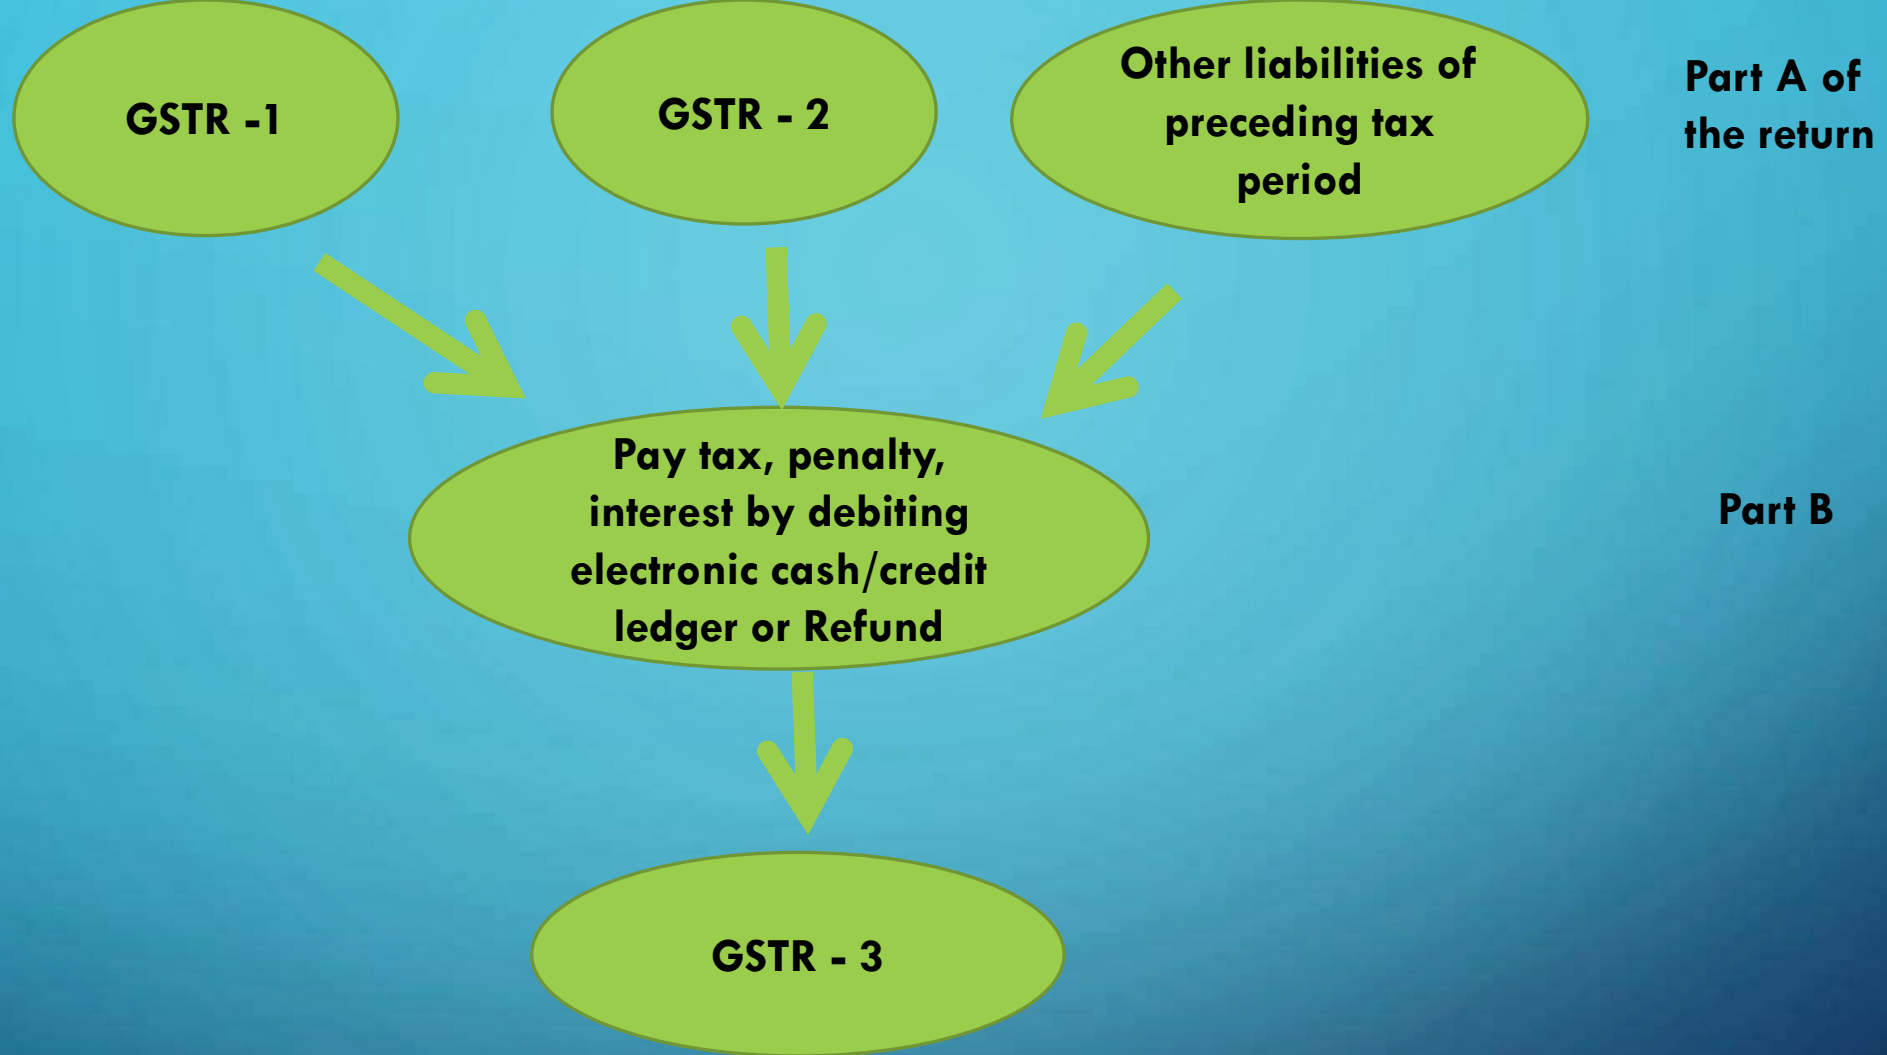 GSTR -1
GSTR - 2
Other liabilities of
preceding tax
period
Part A of
the return
Pay tax, penalty,
interest by debiting
electronic cash/credit
ledger or Refund
Part B
GSTR - 3